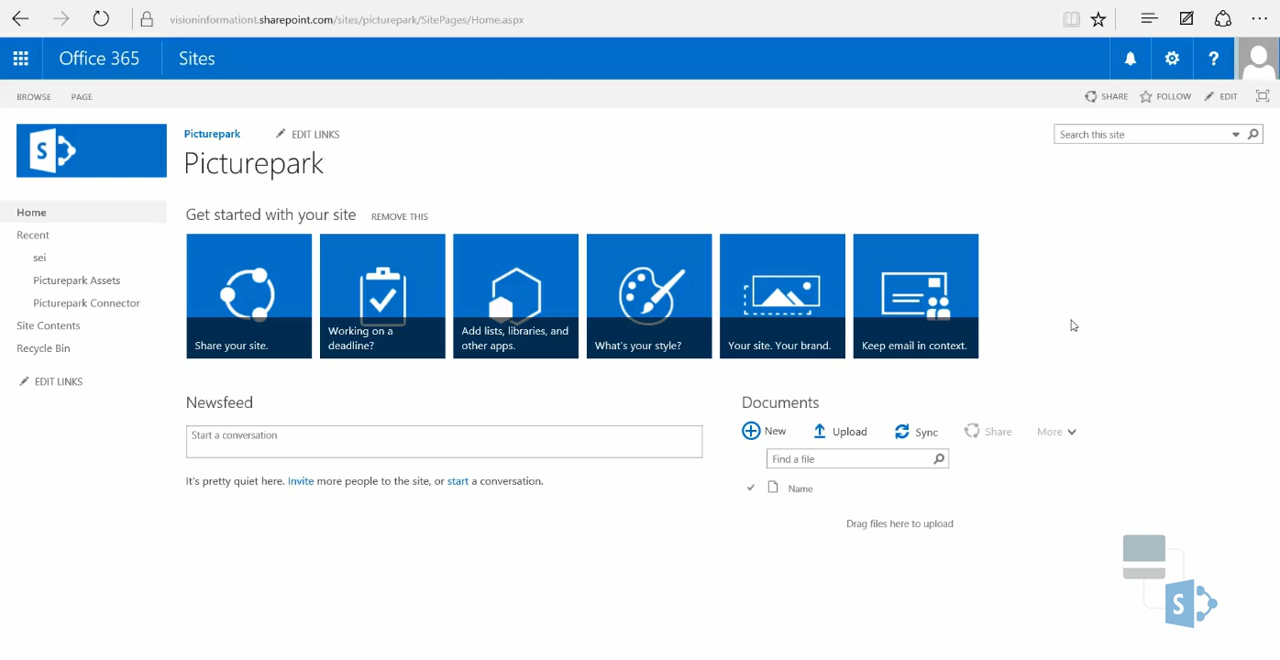 visioninformationt.sharepoint.com/sites/picturepark/SitePages/Home.aspx
Office 365 Sites ?
BROWSE PAGE SHARE FOLLOW EDIT
Picturepark EDIT LINKS Search this site
Picturepark
Home
Recent
sei
Picturepark Assets
Picturepark Connector
Site Contents
Recycle Bin
EDIT LINKS
Get started with your site REMOVE THIS
Share your site.
Working on a
deadline?
Add lists, libraries, and
other apps.
What's your style?
Your site. Your brand.
Keep email in context.
Newsfeed
Start a conversation
It's pretty quiet here. Invite more people to the site, or start a conversation.
Documents
New Upload Sync Share More
Find a file
Name
Drag files here to upload
S
S